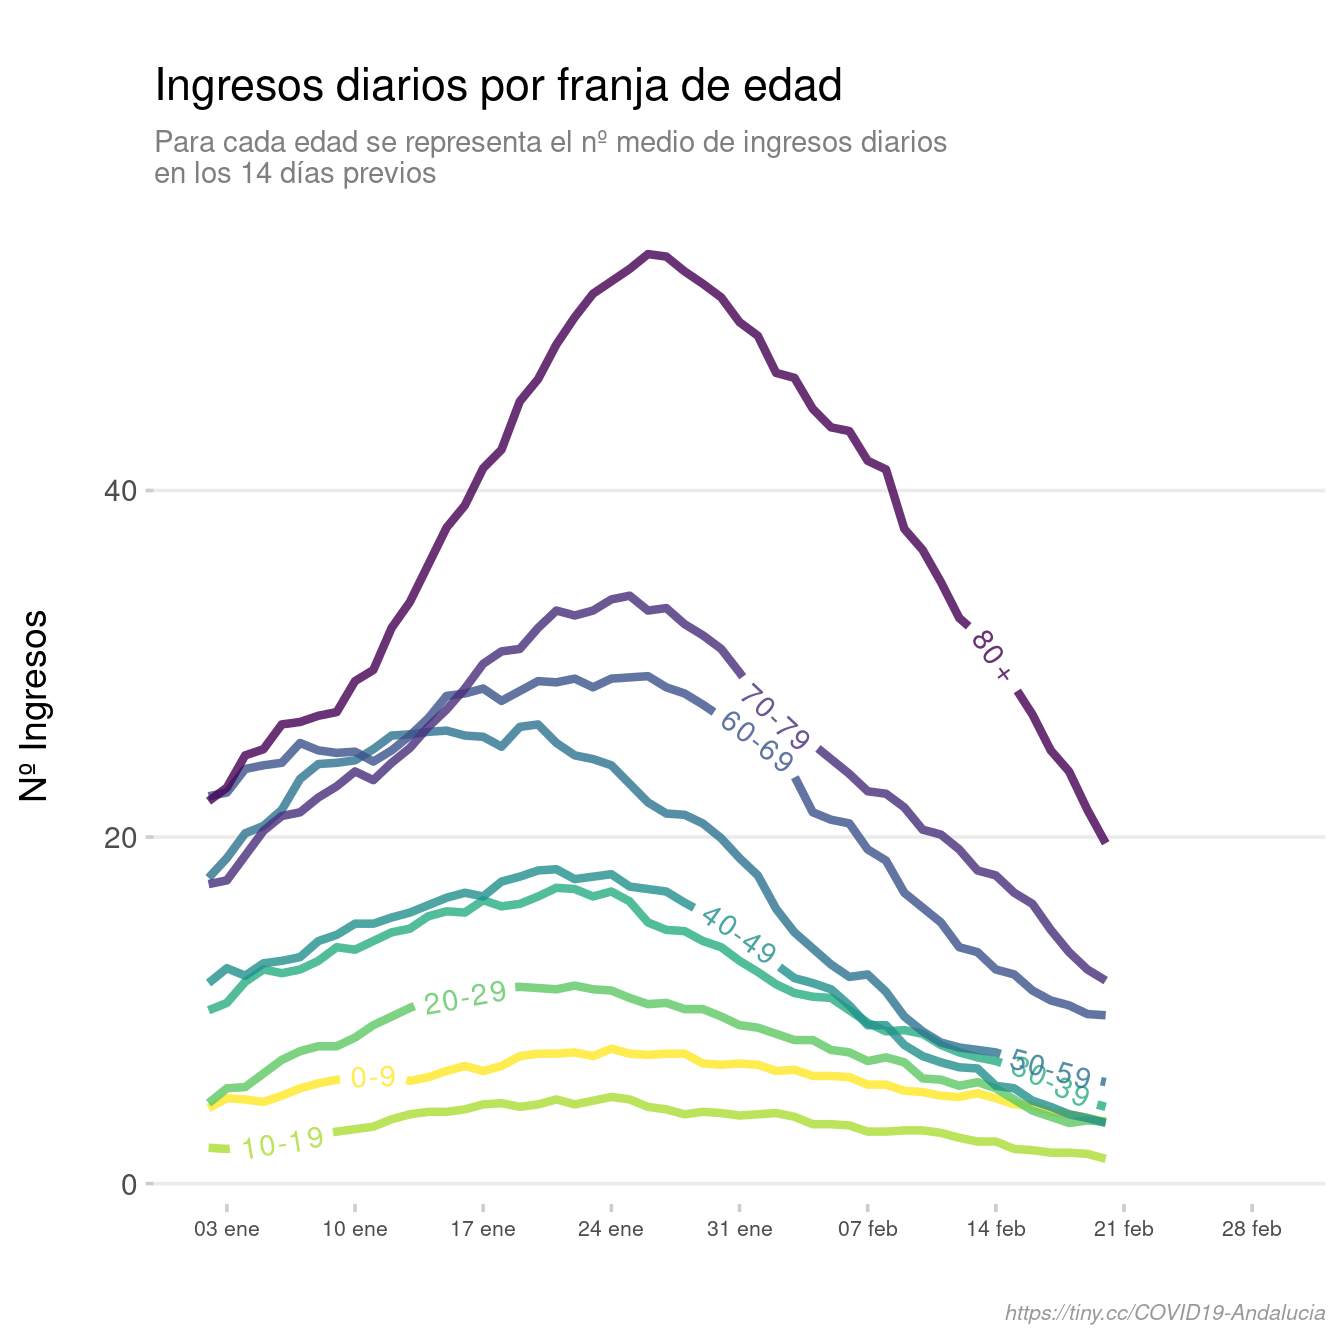 Ingresos diarios por franja de edad
Para cada edad se representa el nº medio de ingresos diarios
en los 14 días previos
Nº Ingresos
40
20
0
80+
70-79
60-69
40-49
50-59
30-39
20-29
0-9
10-19
03 ene
10 ene
17 ene
24 ene
31 ene
07 feb
14 feb
21 feb
28 feb
https://tiny.cc/COVID19-Andalucia